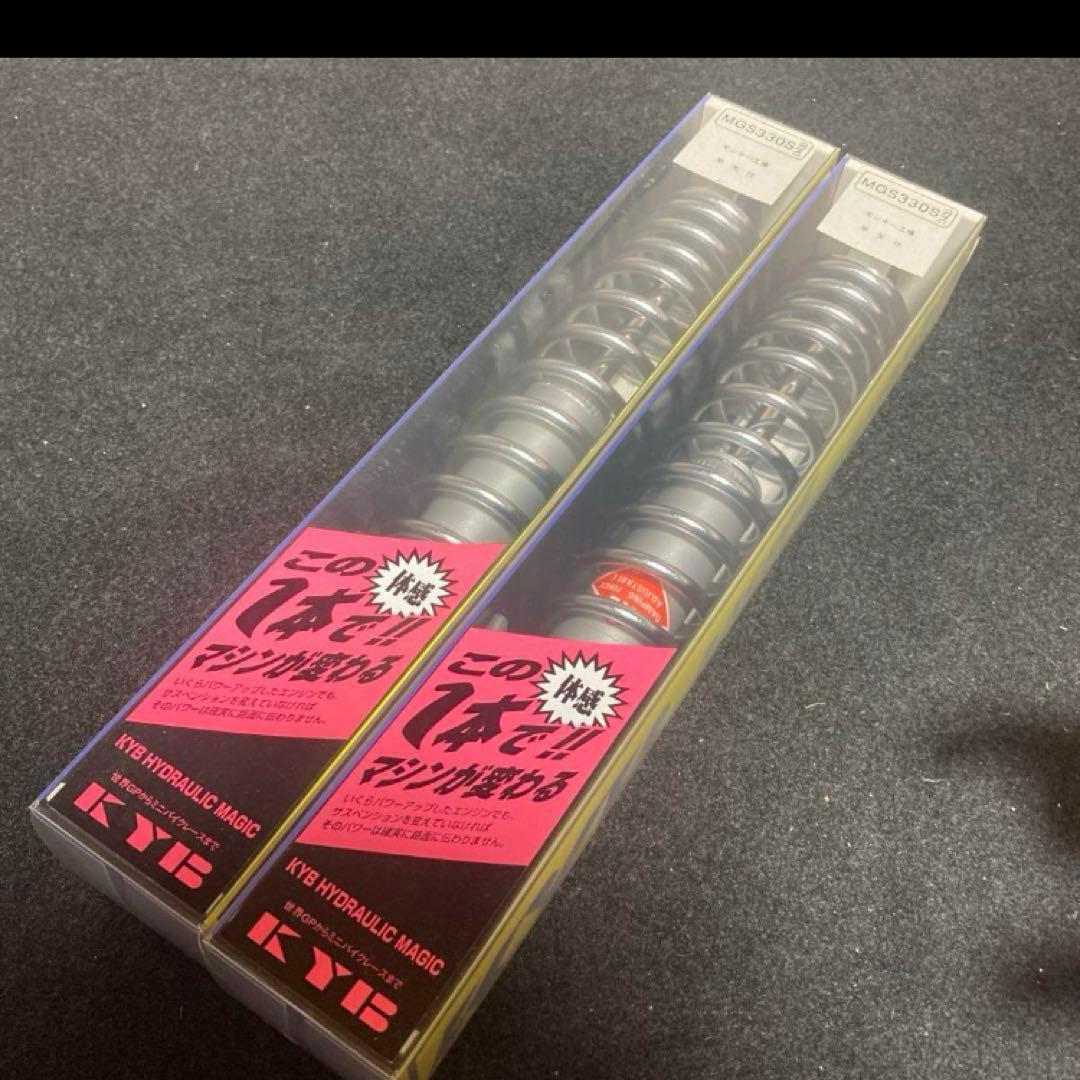 MGS330S
MGS330S
DAMPING FORCE
ADJUSTABLE
この
体感
1本で!!
マシンが変わる
いくらパワーアップしたエンジンでも、
サスペンションを変えていなければ
そのパワーは確実に路面に伝わりません。
KYB HYDRAULIC MAGIC
世界GPからミニバイクレースまで
KYB
この
体感
1本で!!
マシンが変わる
いくらパワーアップしたエンジンでも、
サスペンションを変えていなければ
そのパワーは確実に路面に伝わりません。
KYB HYDRAULIC MAGIC
世界GPからミニバイクレースまで
KYB